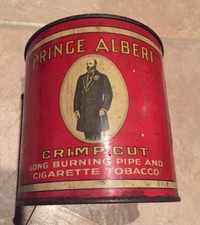 PRINCE ALBERT
CRIMP CUT
LONG BURNING PIPE AND
CIGARETTE TOBACCO